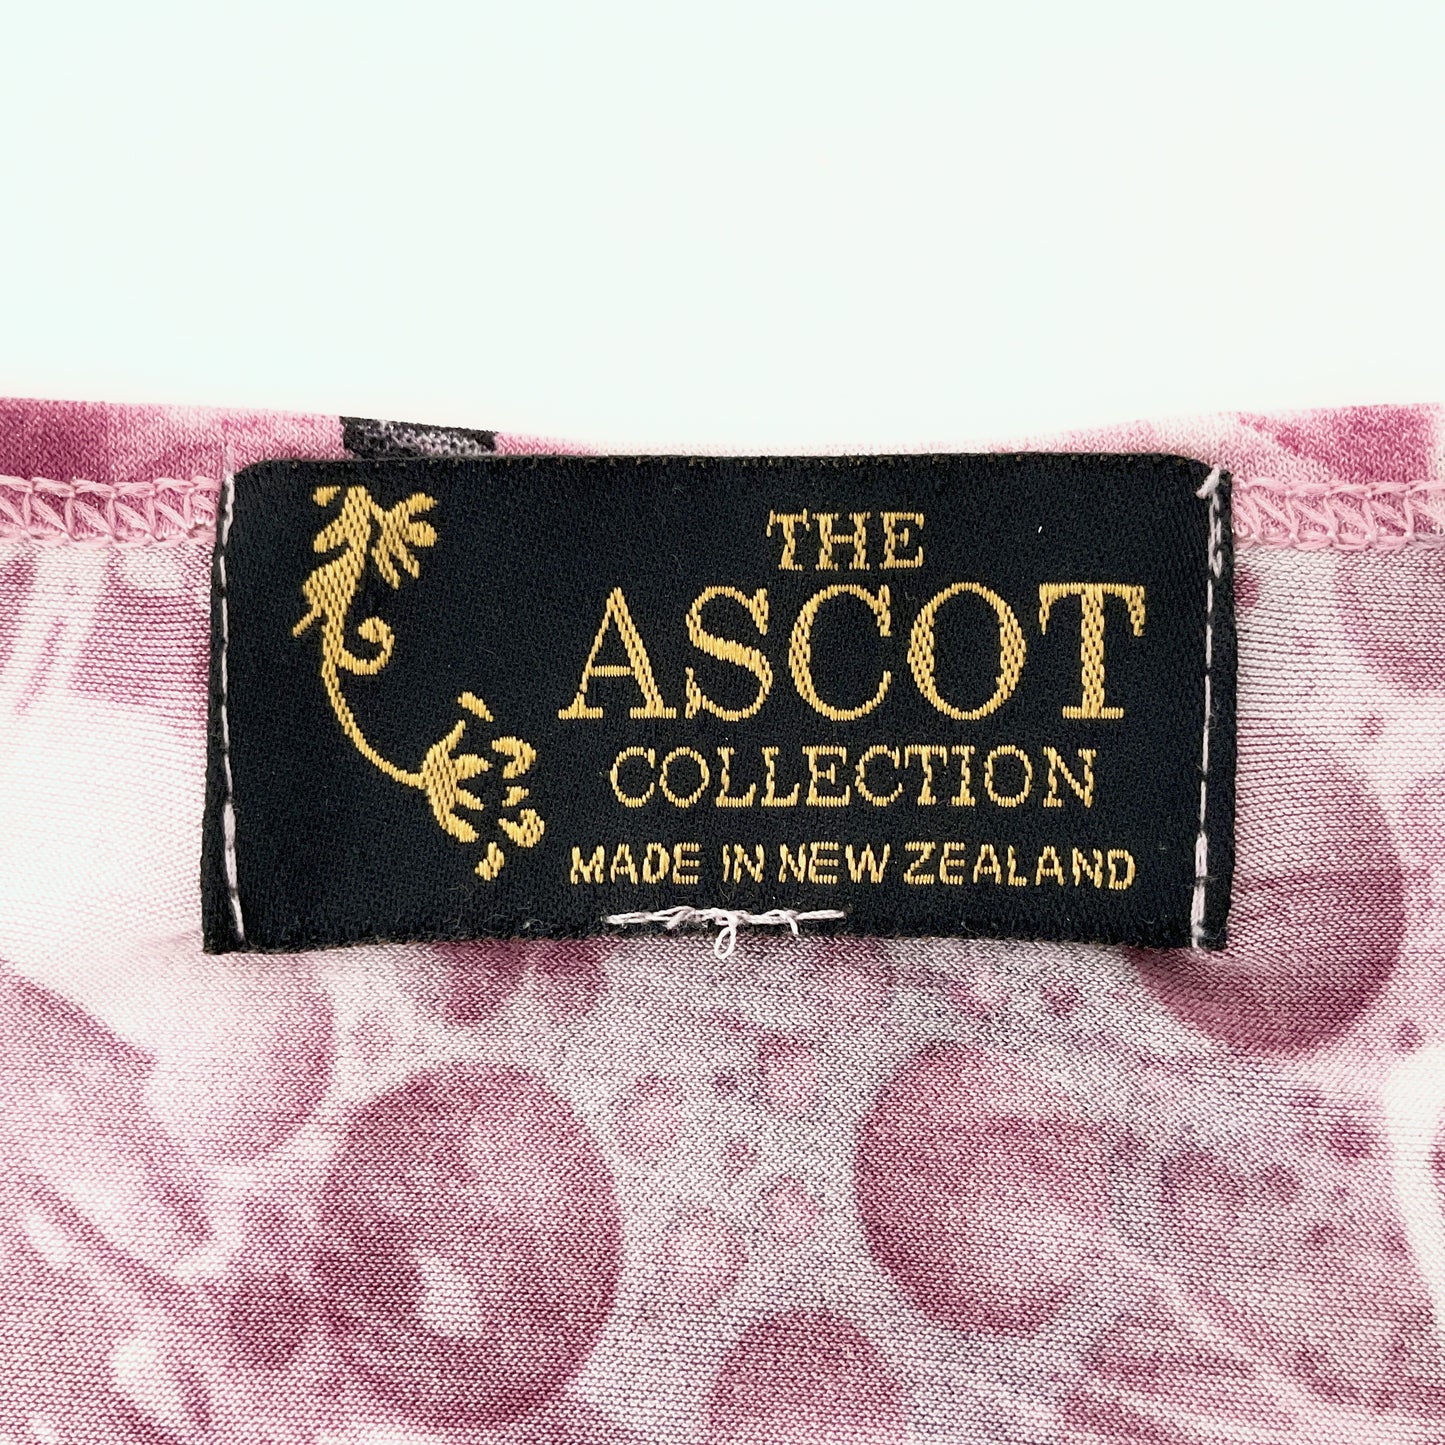 THE
ASCOT
COLLECTION
MADE IN NEW ZEALAND